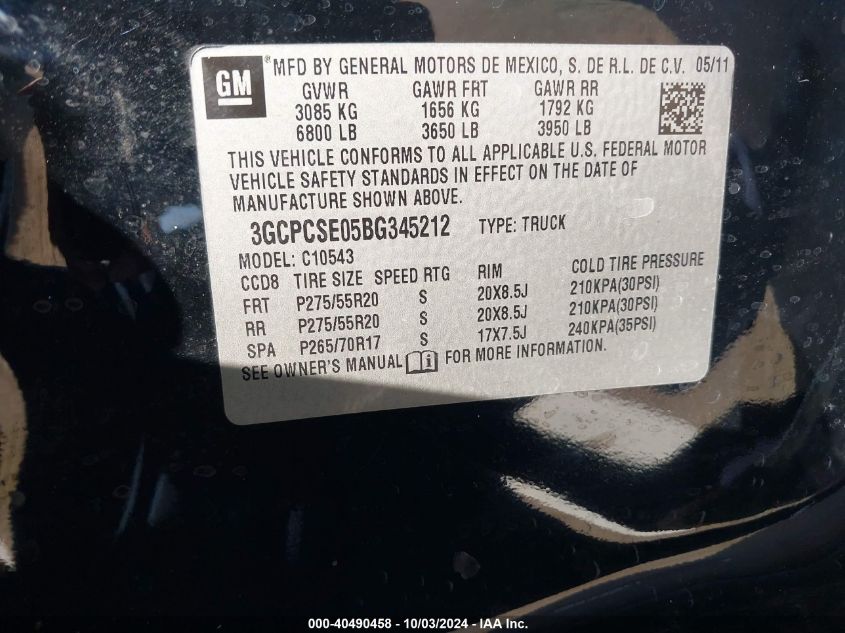 GM
® MFD BY GENERAL MOTORS DE MEXICO, S. DE R.L. DE C.V. 05/11
GVWR GAWR FRT GAWR RR
3085 KG 1656 KG 1792 KG
6800 LB 3650 LB 3950 LB
THIS VEHICLE CONFORMS TO ALL APPLICABLE U.S. FEDERAL MOTOR
VEHICLE SAFETY STANDARDS IN EFFECT ON THE DATE OF
MANUFACTURE SHOWN ABOVE.
3GCPCSE05BG345212 TYPE: TRUCK
MODEL: C10543
CCD8 TIRE SIZE SPEED RTG RIM COLD TIRE PRESSURE
FRT P275/55R20 S 20X8.5J 210KPA(30PSI)
RR P275/55R20 S 20X8.5J 210KPA(30PSI)
SPA P265/70R17 S 17X7.5J 240KPA(35PSI)
SEE OWNER'S MANUAL i FOR MORE INFORMATION.
000-40490458 - 10/03/2024 - IAA Inc.